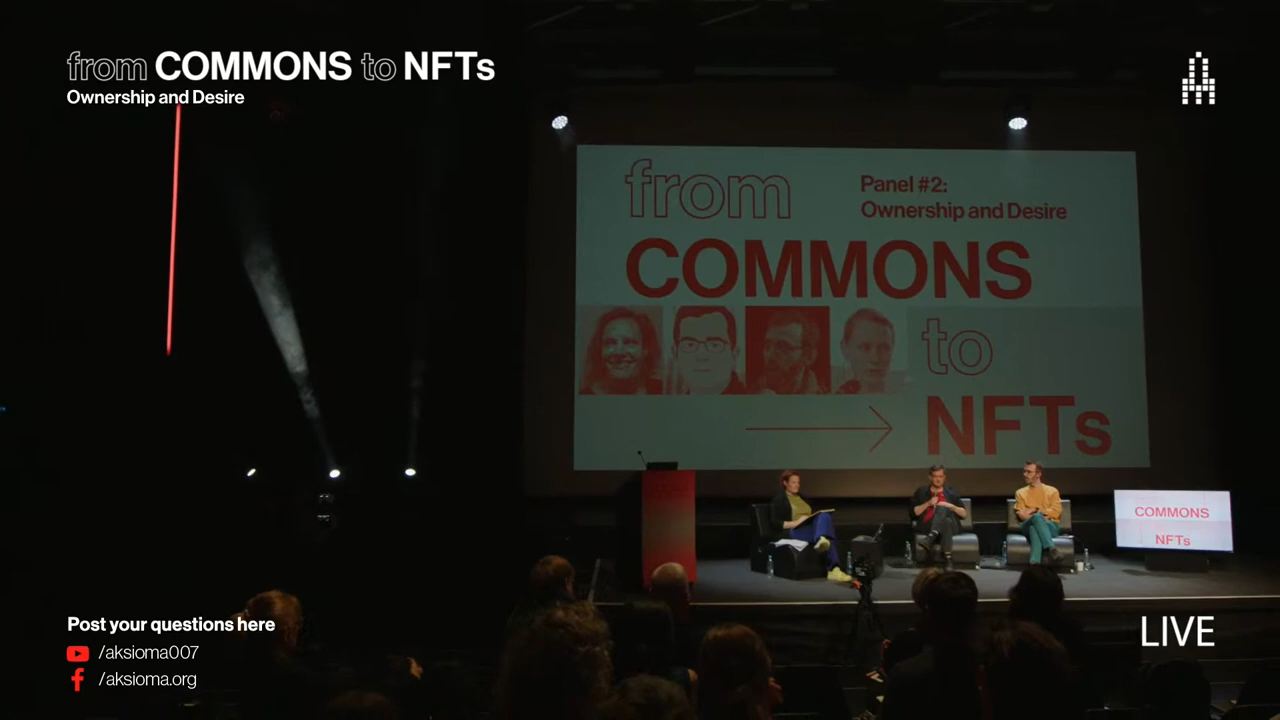 from COMMONS to NFTs
Ownership and Desire
from
Panel #2:
Ownership and Desire
COMMONS
to
NFTs
COMMONS
NFTs
Post your questions here
/aksioma007
/aksioma.org
LIVE